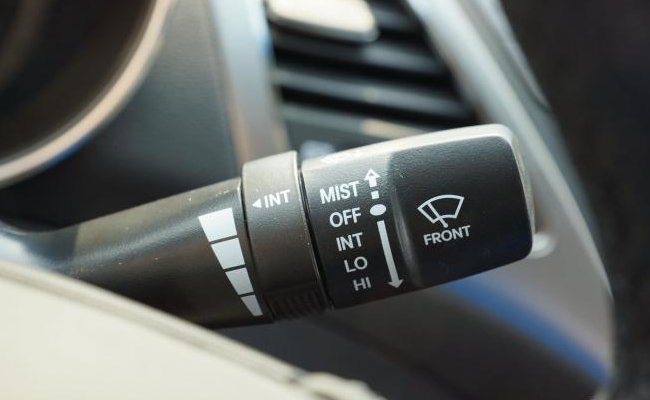 INT
MIST
OFF
INT
LO
HI
FRONT